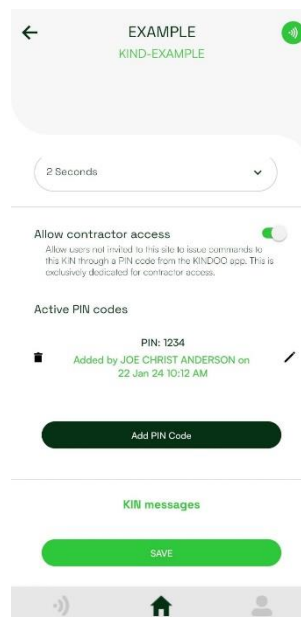 EXAMPLE
KIND-EXAMPLE
2 Seconds
Allow contractor access
Allow users not invited to this site to issue commands to
this KIN through a PIN code from the KINDOO app. This is
exclusively dedicated for contractor access.
Active PIN codes
PIN: 1234
Added by JOE CHRIST ANDERSON on
22 Jan 24 10:12 AM
Add PIN Code
KIN messages
SAVE